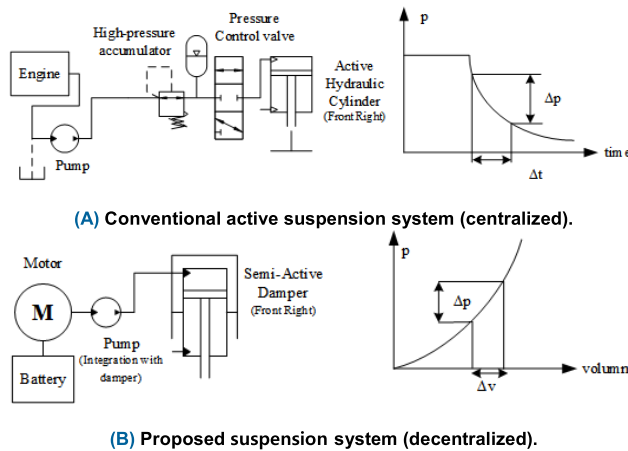 Pressure
Control valve
High-pressure
accumulator
Engine
Pump
Active
Hydraulic
Cylinder
(Front Right)
p
Δp
time
Δt
(A) Conventional active suspension system (centralized).
Motor
M
Battery
Pump
(Integration with
damper)
Semi-Active
Damper
(Front Right)
p
Δp
volumn
Δv
(B) Proposed suspension system (decentralized).